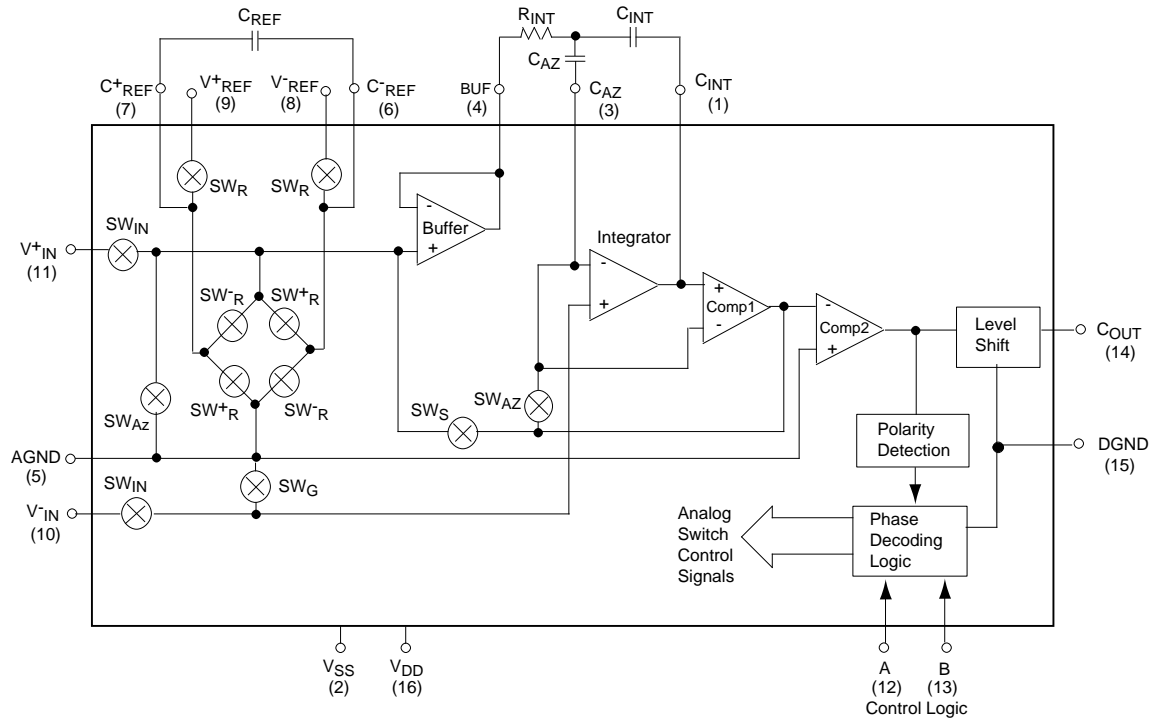 CREF
RINT
CINT
CAZ
C+REF
(7)
V+REF
(9)
V-REF
(8)
C-REF
(6)
BUF
(4)
CAZ
(3)
CINT
(1)
SWR
SWR
SWIN
V+IN
(11)
-
Buffer
+
Integrator
-
+
+
Comp1
-
-
Comp2
+
Level
Shift
COUT
(14)
SW-R
SW+R
SW+R
SW-R
SWAz
SWS
SWAZ
Polarity
Detection
DGND
(15)
AGND
(5)
SWIN
SWG
V-IN
(10)
Analog
Switch
Control
Signals
Phase
Decoding
Logic
VSS
(2)
VDD
(16)
A
(12)
B
(13)
Control Logic